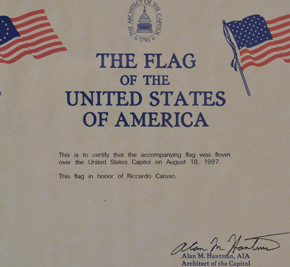 THE ARCHITECT OF THE CAPITOL
1793
THE FLAG
OF THE
UNITED STATES
OF AMERICA
This is to certify that the accompanying flag was flown
over the United States Capitol on August 18, 1997.
This flag in honor of Riccardo Caruso.
Alan M. Hantman
Alan M. Hantman, AIA
Architect of the Capitol